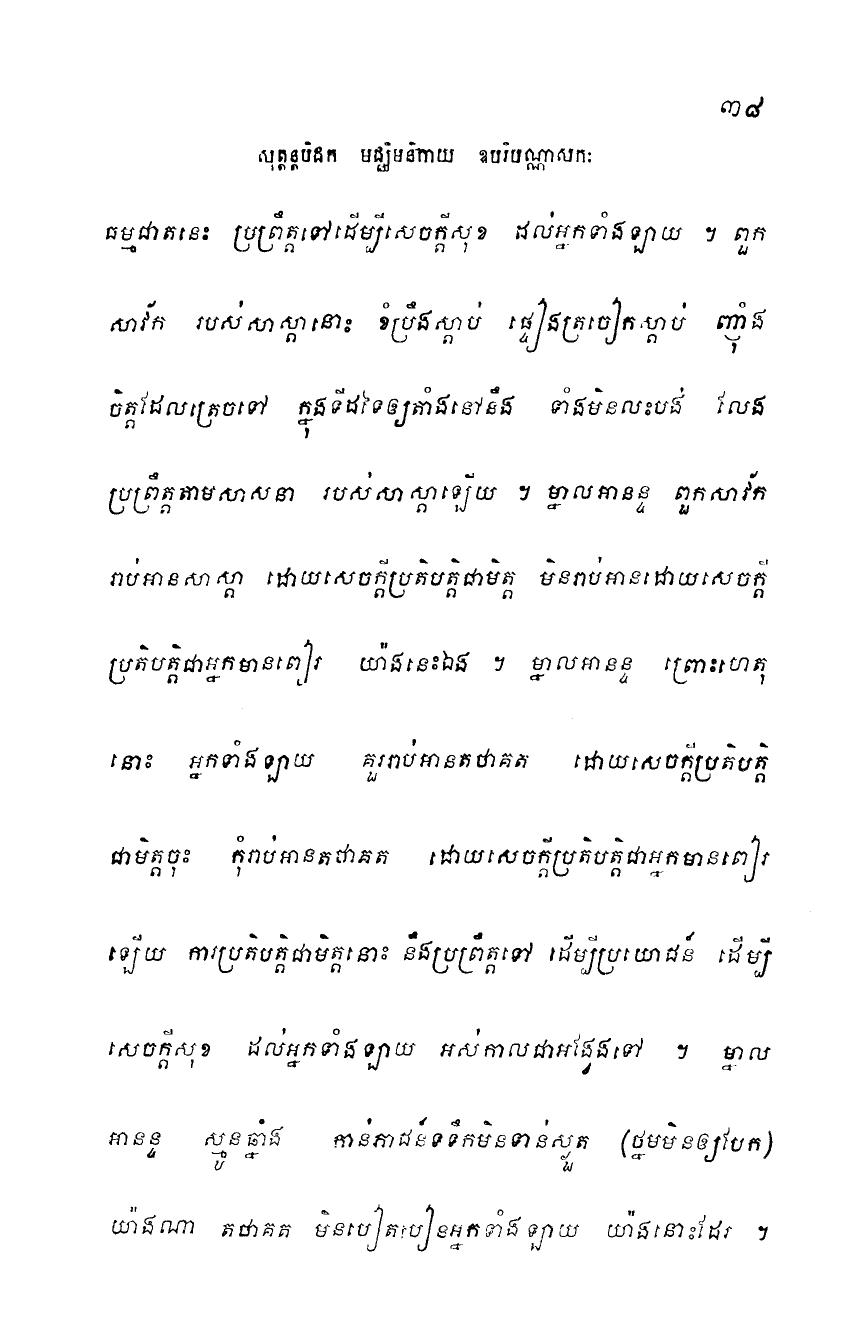 ៣៨
សុត្តន្តបិដក មជ្ឈិមនិកាយ ឧបរិបណ្ណាសកៈ
ធម្មជាតនេះ ប្រព្រឹត្តទៅដើម្បីសេចក្តីសុខ ដល់អ្នកទាំងឡាយ ។ ពួក
សាវ័ក របស់សាស្តានោះ ខំប្រឹងស្តាប់ ផ្ទៀងត្រចៀកស្តាប់ ញុំាង
ចិត្តដែលត្រេចទៅ ក្នុងទីដទៃឲ្យតាំងនៅនឹង ទាំងមិនលះបង់ លែង
ប្រព្រឹត្តតាមសាសនា របស់សាស្តាឡើយ ។ ម្នាលអានន្ទ ពួកសាវ័ក
រាប់អានសាស្តា ដោយសេចក្តីប្រតិបត្តិជាមិត្ត មិនរាប់អានដោយសេចក្តី
ប្រតិបត្តិជាអ្នកមានពៀរ យ៉ាងនេះឯង ។ ម្នាលអានន្ទ ព្រោះហេតុ
នោះ អ្នកទាំងឡាយ គួររាប់អានតថាគត ដោយសេចក្តីប្រតិបត្តិ
ជាមិត្តចុះ កុំរាប់អានតថាគត ដោយសេចក្តីប្រតិបត្តិជាអ្នកមានពៀរ
ឡើយ ការប្រតិបត្តិជាមិត្តនោះ នឹងប្រព្រឹត្តទៅ ដើម្បីប្រយោជន៍ ដើម្បី
សេចក្តីសុខ ដល់អ្នកទាំងឡាយ អស់កាលជាអង្វែងទៅ ។ ម្នាល
អានន្ទ ស្មូនឆ្នាំង កាន់ភាជន៍ទទឹកមិនទាន់ស្ងួត (ថ្នមមិនឲ្យបែក)
យ៉ាងណា តថាគត មិនបៀតបៀនអ្នកទាំងឡាយ យ៉ាងនោះដែរ ។